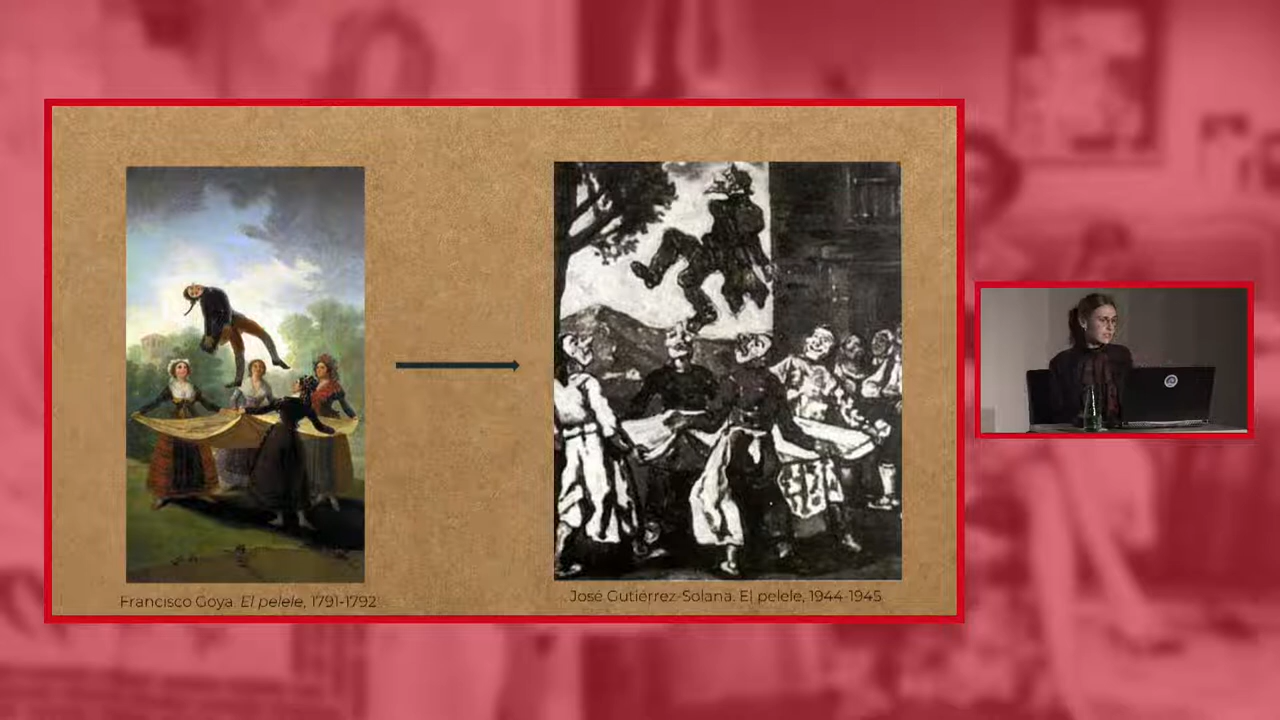 Francisco Goya. El pelele, 1791-1792
José Gutiérrez-Solana. El pelele, 1944-1945